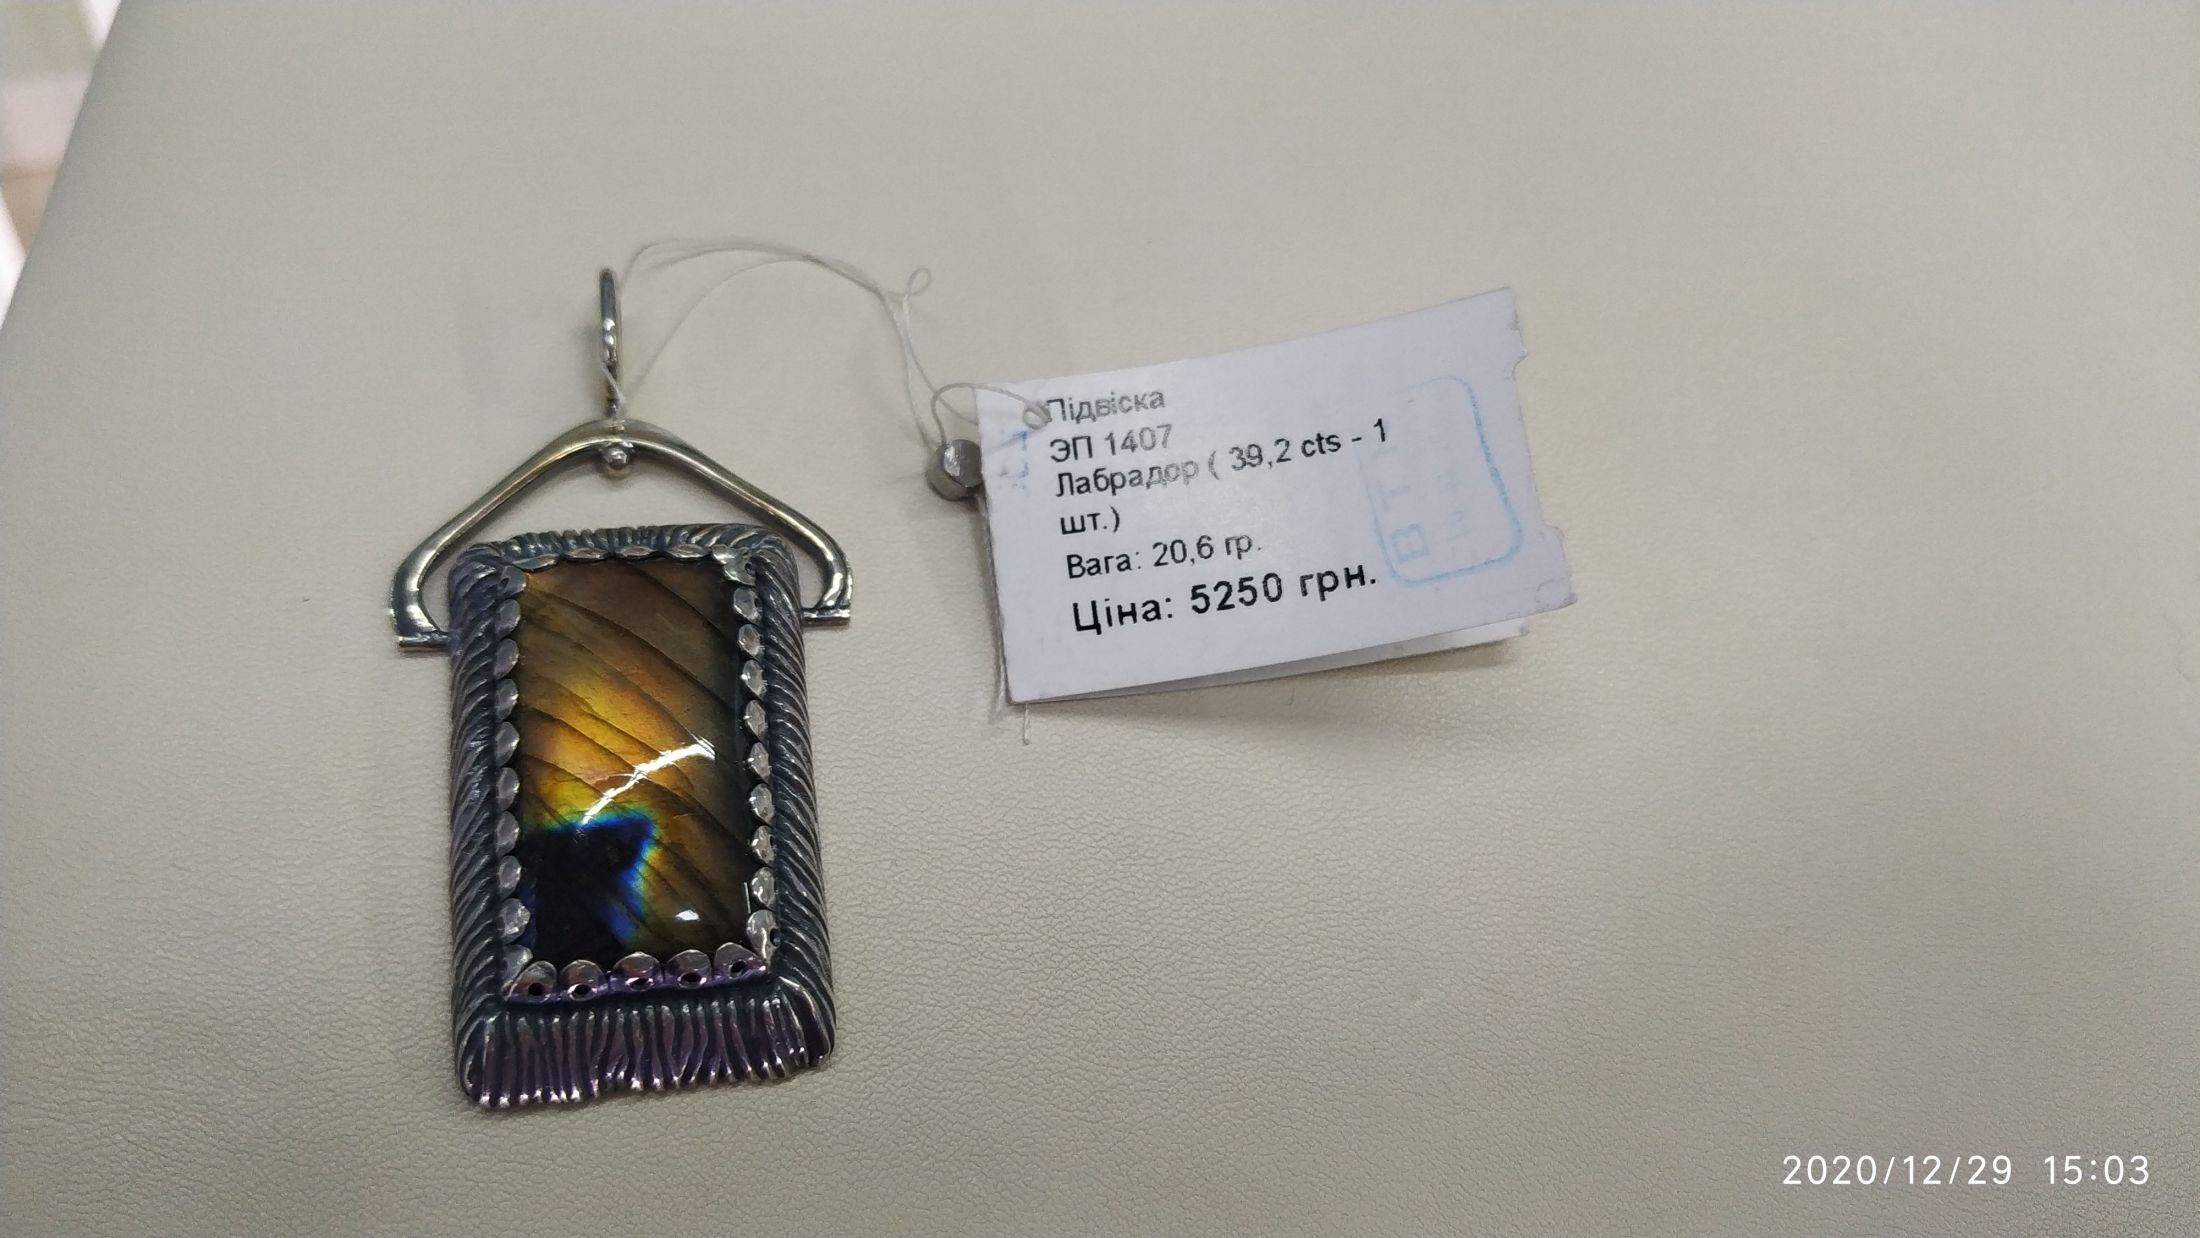 Підвіска
ЭП 1407
Лабрадор ( 39,2 cts - 1
шт.)
Вага: 20,6 гр.
Ціна: 5250 грн.
ВТК
2020/12/29 15:03